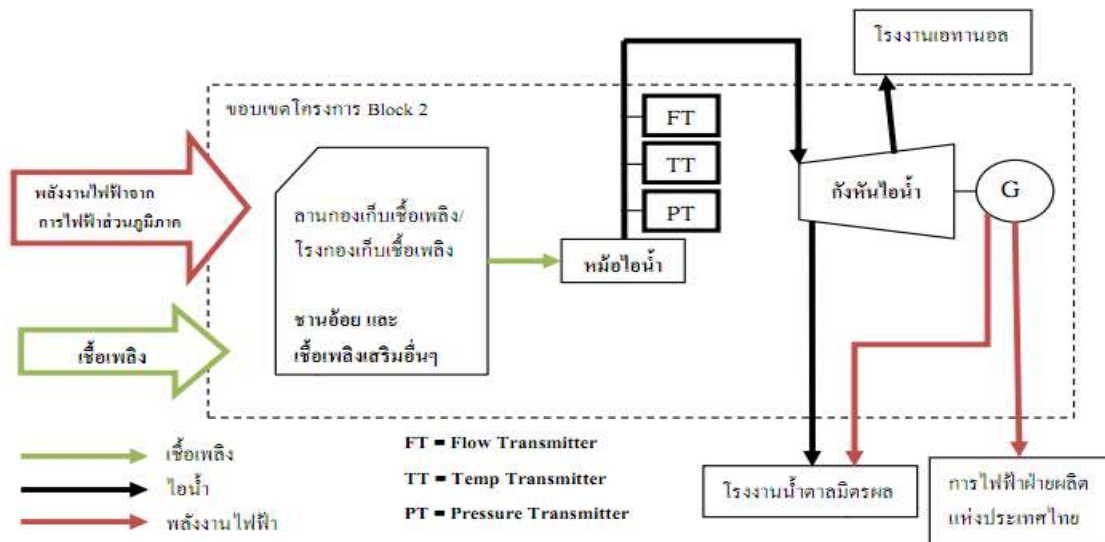 โรงงานเอทานอล
ขอบเขตโครงการ Block 2
FT
TT
PT
พลังงานไฟฟ้าจาก
การไฟฟ้าส่วนภูมิภาค
ลานกองเก็บเชื้อเพลิง/
โรงกองเก็บเชื้อเพลิง
ชานอ้อย และ
เชื้อเพลิงเสริมอื่นๆ
หม้อไอน้ำ
กังหันไอน้ำ
G
เชื้อเพลิง
เชื้อเพลิง
ไอน้ำ
พลังงานไฟฟ้า
FT = Flow Transmitter
TT = Temp Transmitter
PT = Pressure Transmitter
โรงงานน้ำตาลมิตรผล
การไฟฟ้าฝ่ายผลิต
แห่งประเทศไทย